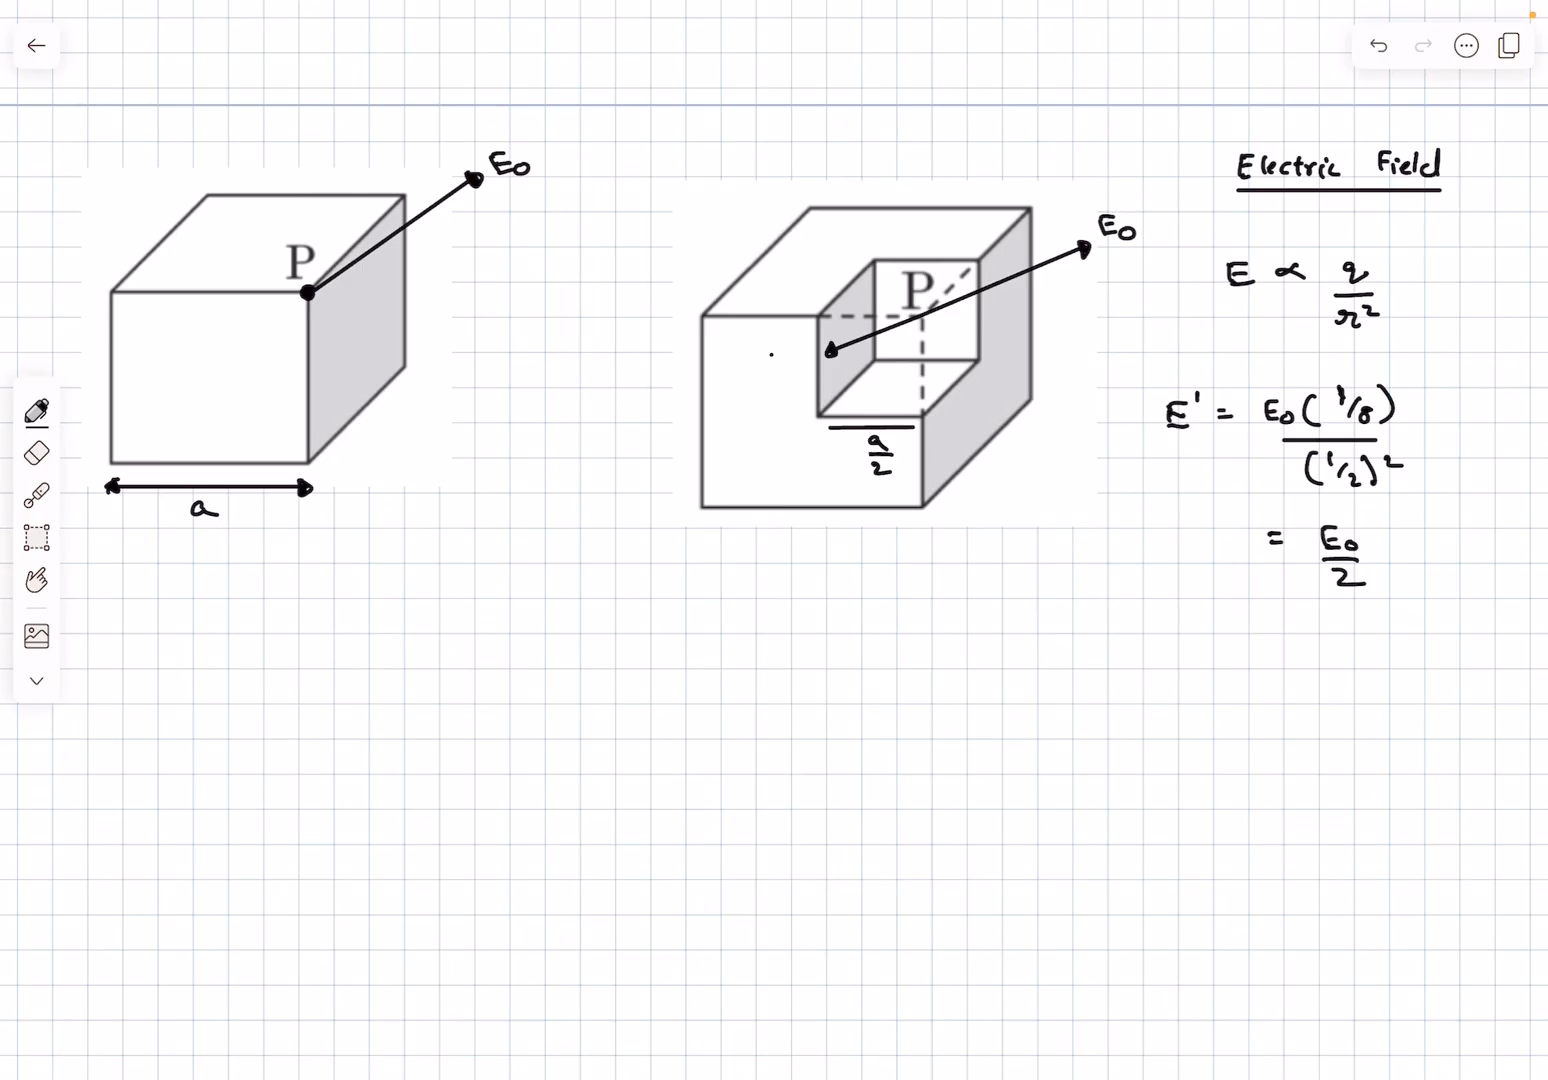 E₀
P
a
E₀
P
a/2
Electric Field
E ∝ q/r²
E' = E₀(1/8)/(1/2)²
= E₀/2